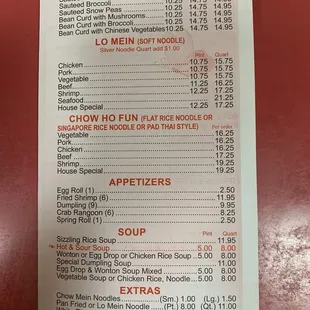 Sauteed Broccoli 10.25 14.95
Sauteed Snow Peas 10.25 14.95
Bean Curd with Mushrooms 10.25 14.95
Bean Curd with Broccoli 10.25 14.95
Bean Curd with Chinese Vegetables 10.25 14.95
LO MEIN (SOFT NOODLE)
Silver Noodle Quart add $1.00
Pint Quart
Chicken 10.75 15.75
Pork 10.75 15.75
Vegetable 10.75 15.75
Beef 11.25 16.25
Shrimp 12.25 17.25
Seafood 21.25
House Special 12.25 17.25
CHOW HO FUN (FLAT RICE NOODLE OR
SINGAPORE RICE NOODLE OR PAD THAI STYLE)
Per order
Vegetable 16.25
Pork 16.25
Chicken 16.25
Beef 17.25
Shrimp 19.25
House Special 19.25
APPETIZERS
Egg Roll (1) 2.50
Fried Shrimp (6) 11.95
Dumpling (9) 9.95
Crab Rangoon (6) 8.25
Spring Roll (1) 2.50
SOUP
Pint Quart
Sizzling Rice Soup 11.95
Hot & Sour Soup 5.00 8.00
Wonton or Egg Drop or Chicken Rice Soup 5.00 8.00
Special Dumpling Soup 11.00
Egg Drop & Wonton Soup Mixed 5.00 8.00
Vegetable Soup or Chicken Rice, Noodle 5.00 8.00
EXTRAS
Chow Mein Noodles (Sm.) 1.00 (Lg.) 1.50
Pan Fried or Lo Mein Noodle (Pt.) 8.00 (Qt.) 11.00